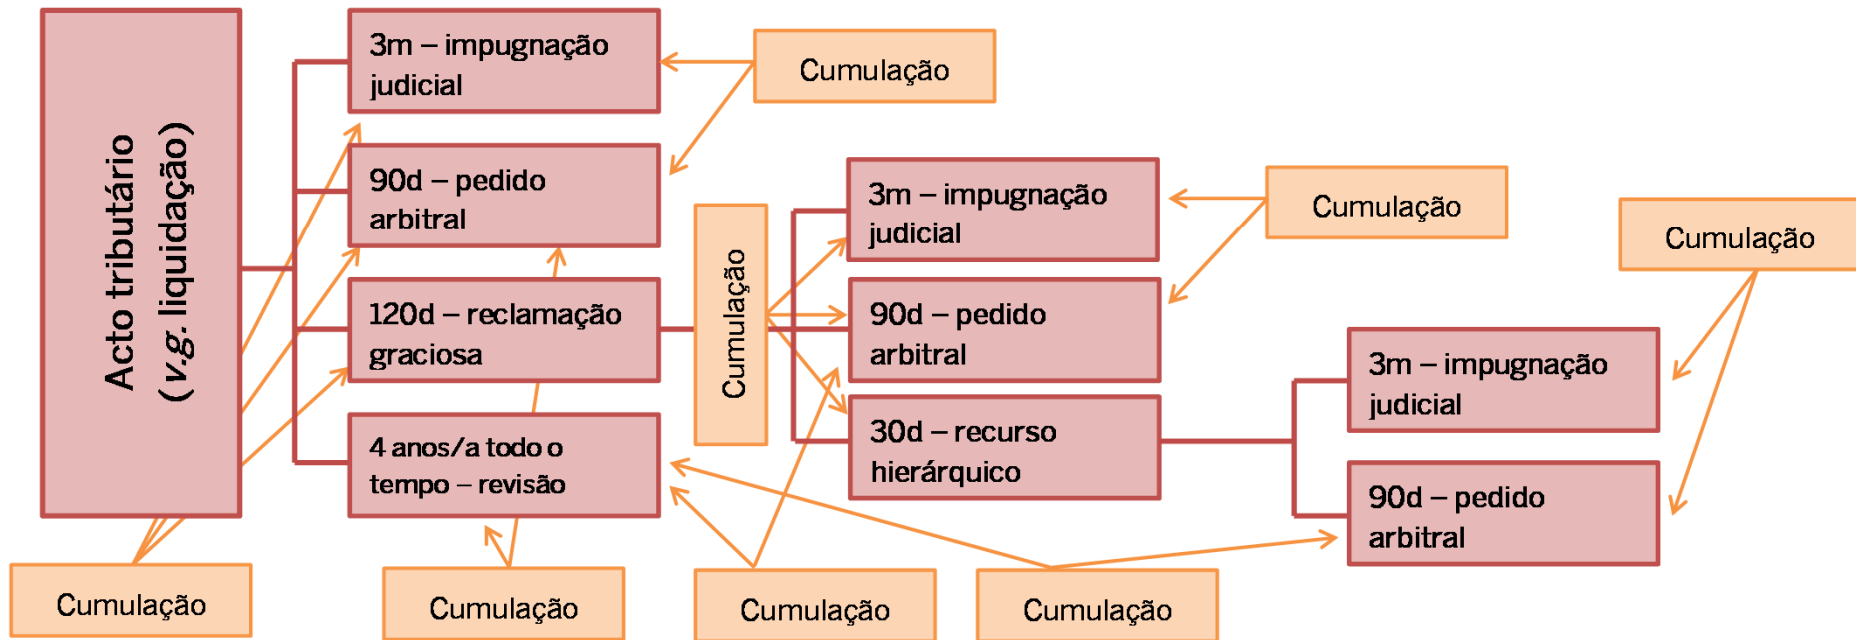 Acto tributário
(v.g. liquidação)
3m – impugnação
judicial
90d – pedido
arbitral
120d – reclamação
graciosa
4 anos/a todo o
tempo – revisão
Cumulação
Cumulação
3m – impugnação
judicial
90d – pedido
arbitral
30d – recurso
hierárquico
Cumulação
Cumulação
3m – impugnação
judicial
90d – pedido
arbitral
Cumulação
Cumulação
Cumulação
Cumulação